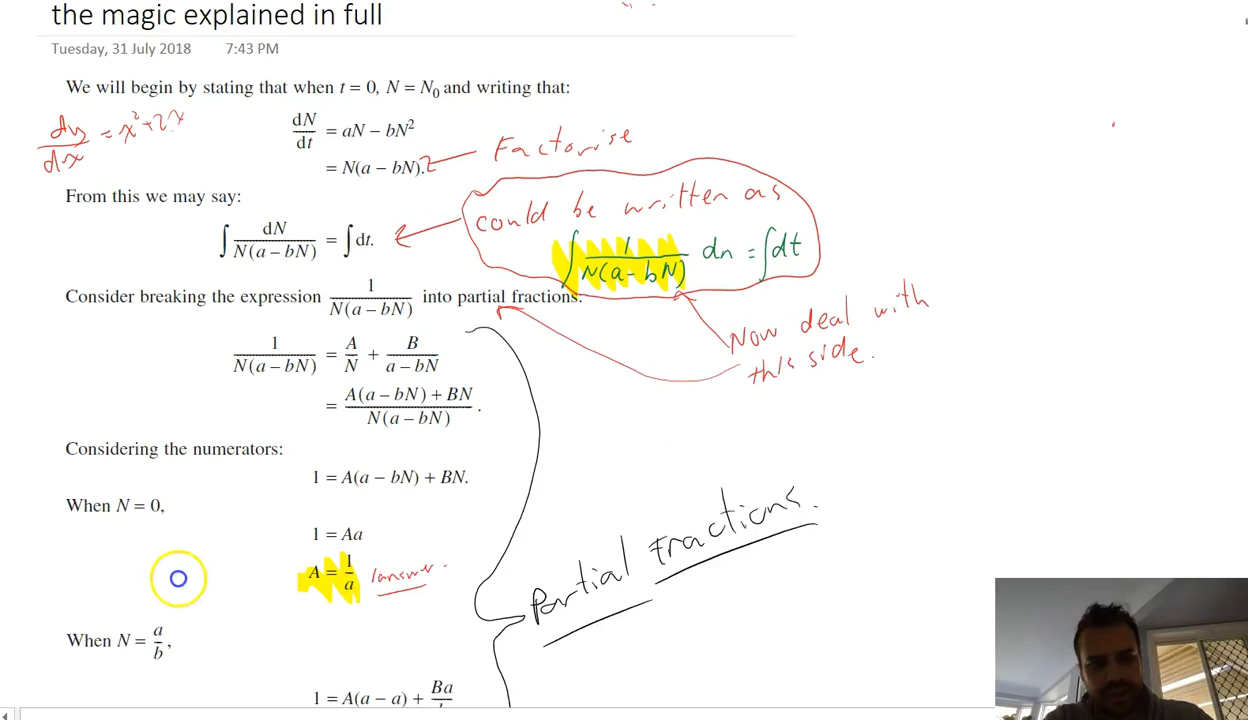 the magic explained in full
Tuesday, 31 July 2018 7:43 PM
We will begin by stating that when t = 0, N = N₀ and writing that:
dy/dx = x² + 2x
dN/dt = aN − bN²
= N(a − bN).
Factorise
From this we may say:
could be written as
∫ dN/(N(a − bN)) = ∫ dt.
∫ 1/(N(a − bN)) dn = ∫ dt
Consider breaking the expression 1/(N(a − bN)) into partial fractions.
Now deal with
this side.
1/(N(a − bN)) = A/N + B/(a − bN)
= (A(a − bN) + BN)/(N(a − bN)).
Considering the numerators:
1 = A(a − bN) + BN.
When N = 0,
1 = Aa
Partial Fractions.
A = 1/a
1answer
When N = a/b,
1 = A(a − a) + Ba